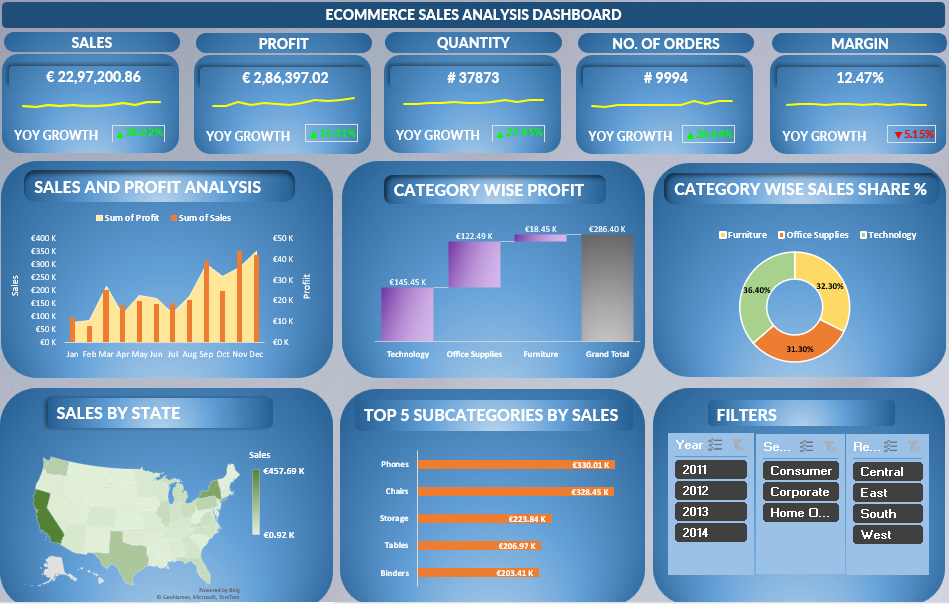 ECOMMERCE SALES ANALYSIS DASHBOARD
SALES
PROFIT
QUANTITY
NO. OF ORDERS
MARGIN
€ 22,97,200.86
€ 2,86,397.02
# 37873
# 9994
12.47%
YOY GROWTH
YOY GROWTH ▲ 14.41%
YOY GROWTH
YOY GROWTH
YOY GROWTH ▼ 5.15%
SALES AND PROFIT ANALYSIS
Sum of Profit Sum of Sales
Sales
€400 K
€350 K
€300 K
€250 K
€200 K
€150 K
€100 K
€50 K
€0 K
€50 K
€40 K
€30 K
€20 K
€10 K
€0 K
Profiit
Jan Feb Mar Apr May Jun Jul Aug Sep Oct Nov Dec
CATEGORY WISE PROFIT
€145.45 K
€122.49 K
€18.45 K
€286.40 K
Technology Office Supplies Furniture Grand Total
CATEGORY WISE SALES SHARE %
Furniture Office Supplies Technology
36.40%
32.30%
31.30%
SALES BY STATE
Sales
€457.69 K
€0.92 K
Powered by Bing
© GeoNames, Microsoft, TomTom
TOP 5 SUBCATEGORIES BY SALES
Phones €330.01 K
Chairs €328.45 K
Storage €223.84 K
Tables €206.97 K
Binders €203.41 K
FILTERS
Year
2011
2012
2013
2014
Se...
Consumer
Corporate
Home O...
Re...
Central
East
South
West